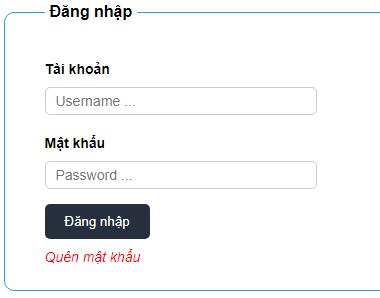 Đăng nhập
Tài khoản
Username ...
Mật khẩu
Password ...
Đăng nhập
Quên mật khẩu